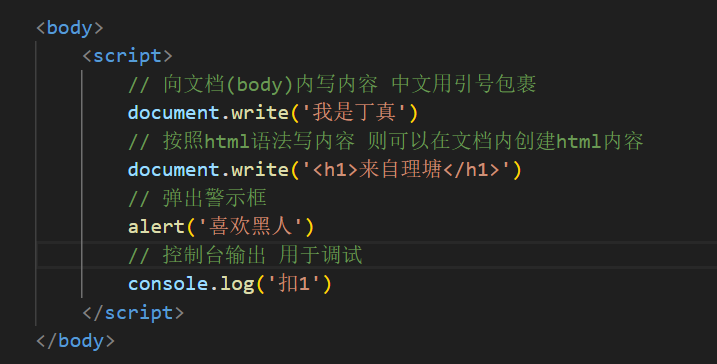 <body>
<script>
// 向文档(body)内写内容 中文用引号包裹
document.write('我是丁真')
// 按照html语法写内容 则可以在文档内创建html内容
document.write('<h1>来自理塘</h1>')
// 弹出警示框
alert('喜欢黑人')
// 控制台输出 用于调试
console.log('扣1')
</script>
</body>